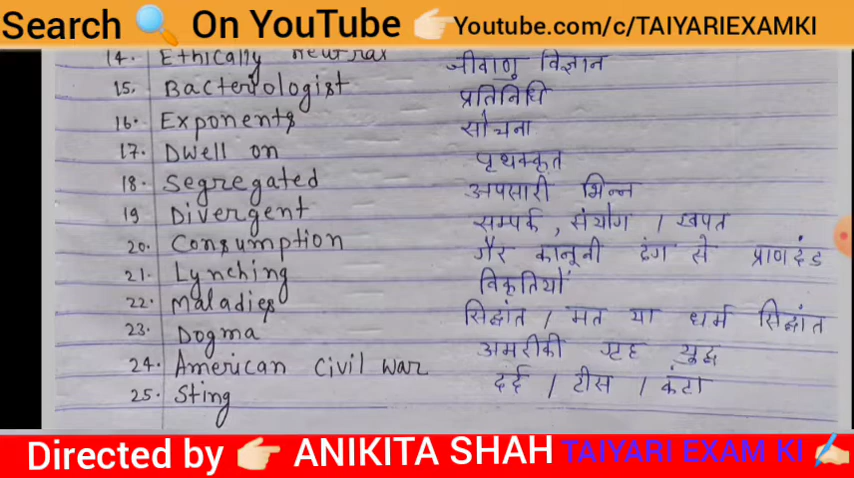 Search 🔍 On YouTube 👉🏻Youtube.com/c/TAIYARIEXAMKI
14. Ethically neutral
15. Bacteriologist जीवाणु विज्ञान
16. Exponents प्रतिनिधि
17. Dwell on सोचना
18. Segregated पृथक्कृत
19 Divergent अपसारी भिन्न
20. Consumption सम्पर्क, संयोग / खपत
21. Lynching गैर कानूनी ढंग से प्राणदंड
22. Maladies विकृतियों
23. Dogma सिद्धांत / मत या धर्म सिद्धांत
24. American civil war अमरीकी गृह युद्ध
25. Sting दर्द / टीस / कंटा
Directed by 👉🏻 ANIKITA SHAH TAIYARI EXAM KI ✍🏻